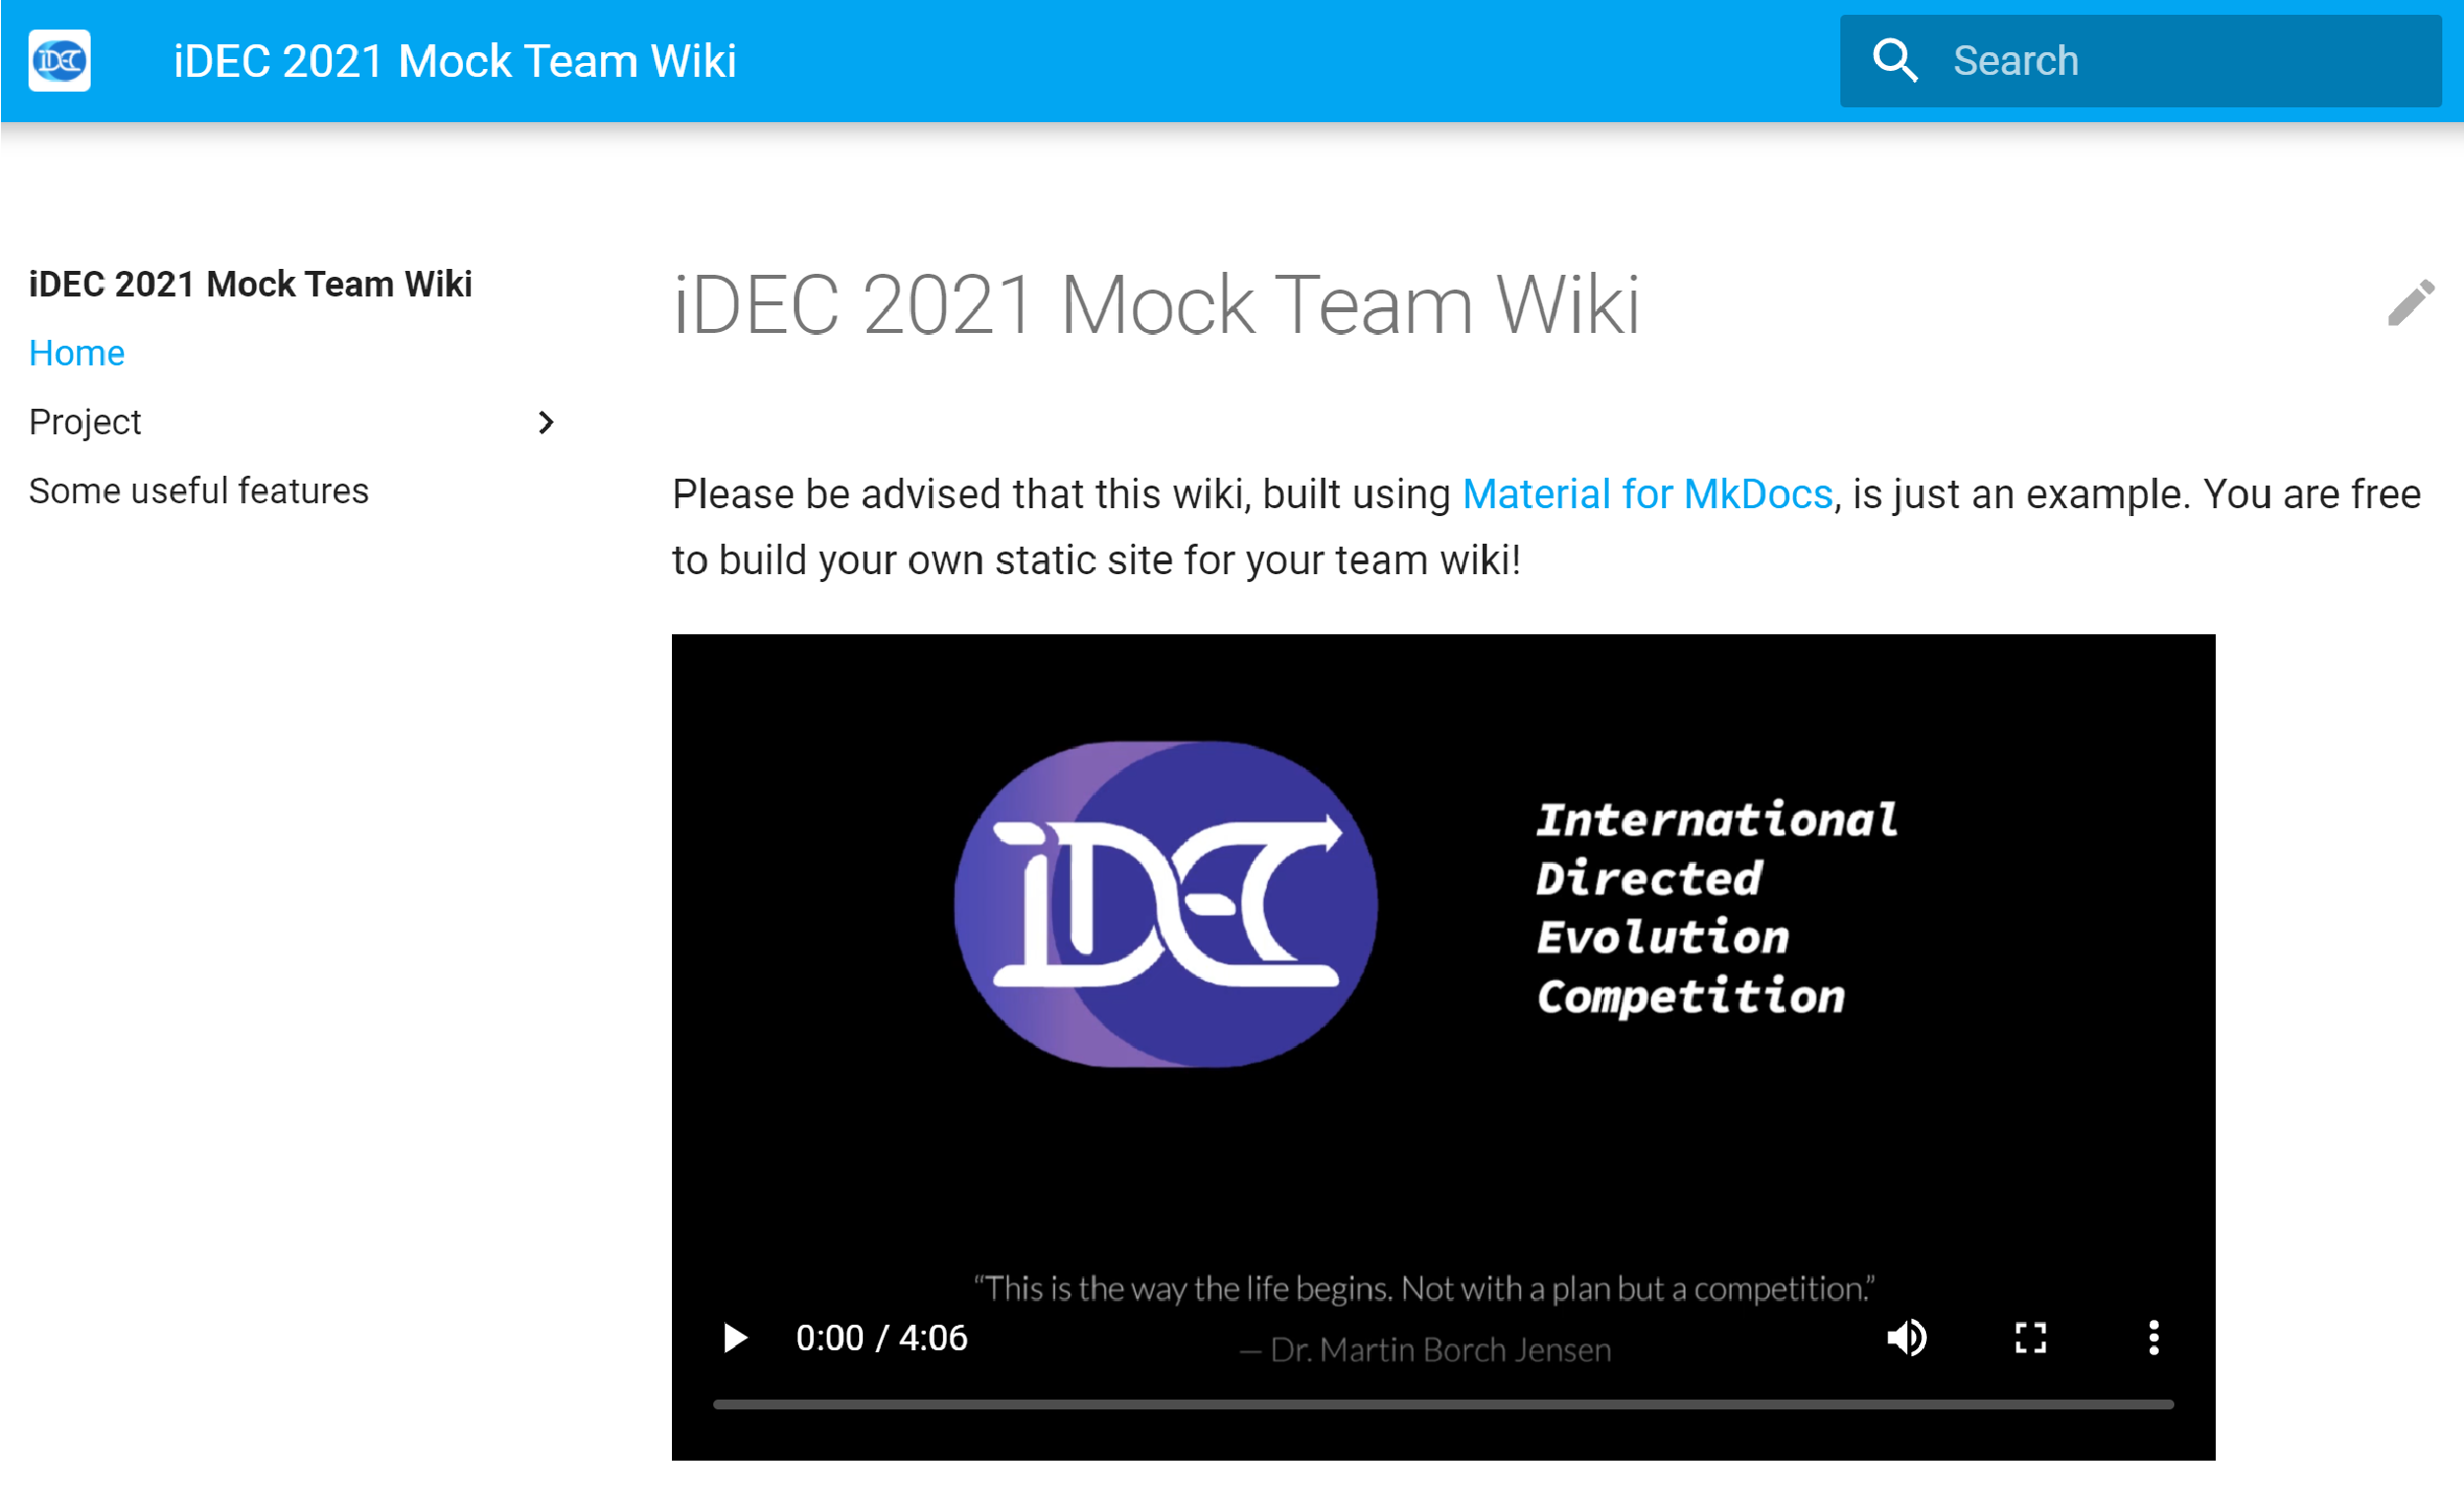 iDEC
iDEC 2021 Mock Team Wiki
Search
iDEC 2021 Mock Team Wiki
Home
Project
Some useful features
iDEC 2021 Mock Team Wiki
Please be advised that this wiki, built using Material for MkDocs, is just an example. You are free
to build your own static site for your team wiki!
iDEC
International
Directed
Evolution
Competition
“This is the way the life begins. Not with a plan but a competition.”
— Dr. Martin Borch Jensen
0:00 / 4:06